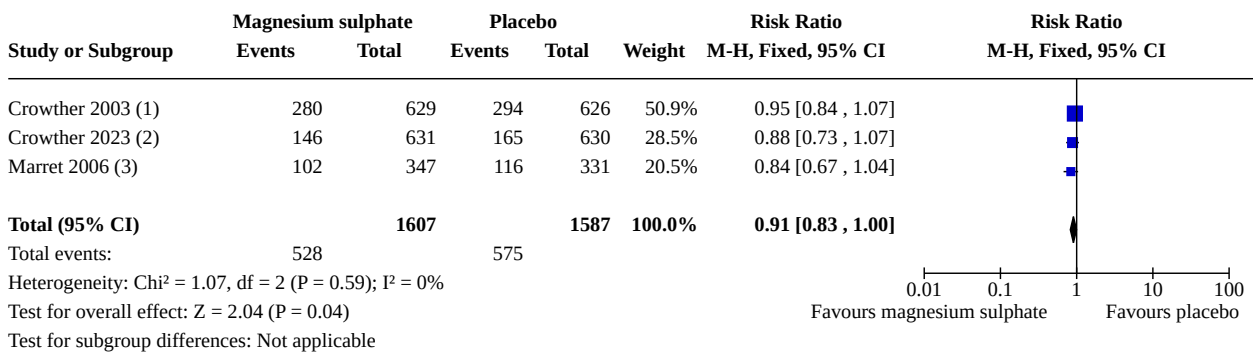 Magnesium sulphate Placebo Risk Ratio Risk Ratio
Study or Subgroup Events Total Events Total Weight M-H, Fixed, 95% CI M-H, Fixed, 95% CI
Crowther 2003 (1) 280 629 294 626 50.9% 0.95 [0.84 , 1.07]
Crowther 2023 (2) 146 631 165 630 28.5% 0.88 [0.73 , 1.07]
Marret 2006 (3) 102 347 116 331 20.5% 0.84 [0.67 , 1.04]
Total (95% CI) 1607 1587 100.0% 0.91 [0.83 , 1.00]
Total events: 528 575
Heterogeneity: Chi² = 1.07, df = 2 (P = 0.59); I² = 0%
0.01 0.1 1 10 100
Test for overall effect: Z = 2.04 (P = 0.04) Favours magnesium sulphate Favours placebo
Test for subgroup differences: Not applicable